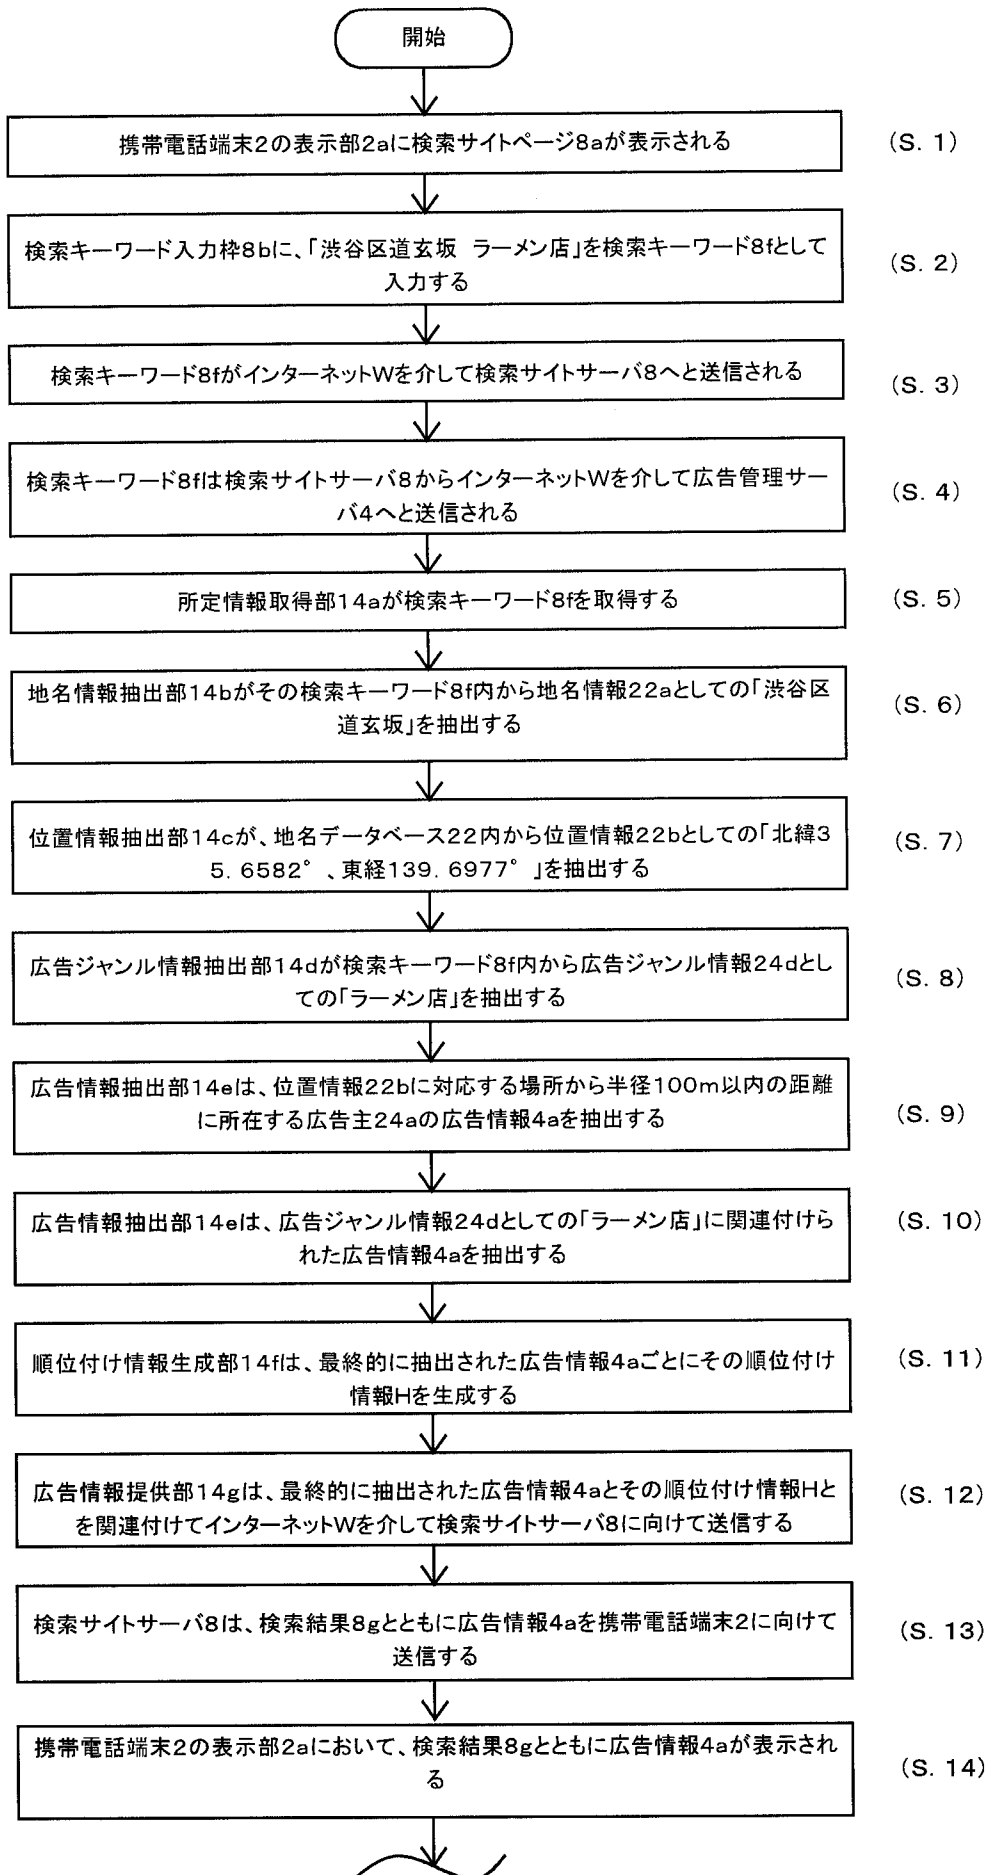 開始
携帯電話端末2の表示部2aに検索サイトページ8aが表示される
(S. 1)
検索キーワード入力枠8bに、「渋谷区道玄坂 ラーメン店」を検索キーワード8fとして
入力する
(S. 2)
検索キーワード8fがインターネットWを介して検索サイトサーバ8へと送信される
(S. 3)
検索キーワード8fは検索サイトサーバ8からインターネットWを介して広告管理サー
バ4へと送信される
(S. 4)
所定情報取得部14aが検索キーワード8fを取得する
(S. 5)
地名情報抽出部14bがその検索キーワード8f内から地名情報22aとしての「渋谷区
道玄坂」を抽出する
(S. 6)
位置情報抽出部14cが、地名データベース22内から位置情報22bとしての「北緯3
5. 6582° 、東経139. 6977° 」を抽出する
(S. 7)
広告ジャンル情報抽出部14dが検索キーワード8f内から広告ジャンル情報24dとし
ての「ラーメン店」を抽出する
(S. 8)
広告情報抽出部14eは、位置情報22bに対応する場所から半径100m以内の距離
に所在する広告主24aの広告情報4aを抽出する
(S. 9)
広告情報抽出部14eは、広告ジャンル情報24dとしての「ラーメン店」に関連付けら
れた広告情報4aを抽出する
(S. 10)
順位付け情報生成部14fは、最終的に抽出された広告情報4aごとにその順位付け
情報Hを生成する
(S. 11)
広告情報提供部14gは、最終的に抽出された広告情報4aとその順位付け情報Hと
を関連付けてインターネットWを介して検索サイトサーバ8に向けて送信する
(S. 12)
検索サイトサーバ8は、検索結果8gとともに広告情報4aを携帯電話端末2に向けて
送信する
(S. 13)
携帯電話端末2の表示部2aにおいて、検索結果8gとともに広告情報4aが表示され
る
(S. 14)